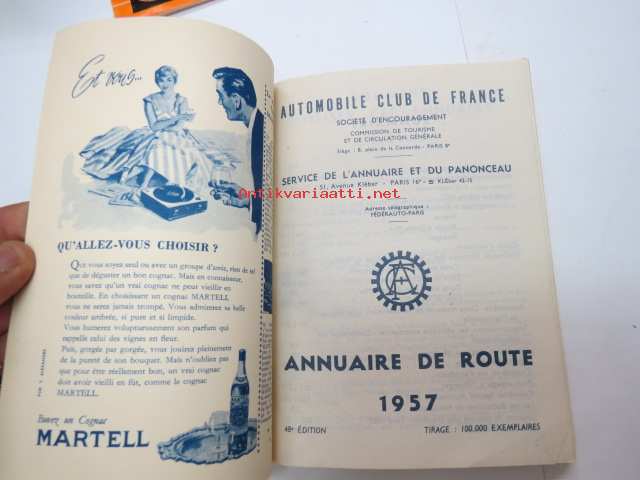 Et vous...
QU'ALLEZ-VOUS CHOISIR ?
Que vous soyez seul ou avec un groupe d'amis, rien de tel
que de déguster un bon cognac. Mais en connaisseur,
vous savez qu'un vrai cognac ne peut vieillir en
bouteille. En choisissant un cognac MARTELL
vous ne serez jamais trompé. Vous admirerez sa belle
couleur ambrée, si pure et si limpide.
Vous humerez voluptueusement son parfum qui
rappelle celui des vignes en fleur.
Puis, gorgée par gorgée, vous jouirez pleinement
de la pureté de son bouquet. Mais n'oubliez pas
que pour être réellement bon, un vrai cognac
doit avoir vieilli en fût, comme le cognac
MARTELL.
Buvez un Cognac
MARTELL
AUTOMOBILE CLUB DE FRANCE
SOCIÉTÉ D'ENCOURAGEMENT
COMMISSION DE TOURISME
ET DE CIRCULATION GÉNÉRALE
Siège : 8, place de la Concorde - PARIS 8e
SERVICE DE L'ANNUAIRE ET DU PANONCEAU
51, Avenue Kléber - PARIS 16e - KLÉber
Adresse télégraphique :
FÉDÉRAUTO-PARIS
Antikvariaatti.net
ACF
ANNUAIRE DE ROUTE
1957
48e ÉDITION
TIRAGE : 100.000 EXEMPLAIRES